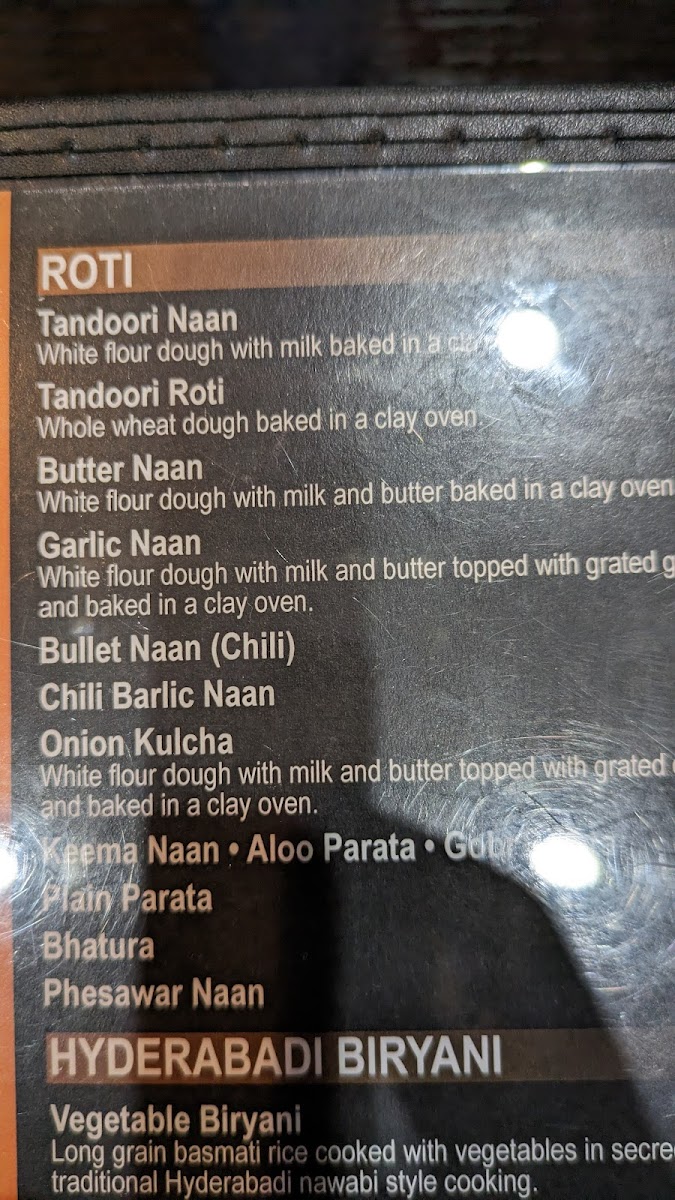 ROTI
Tandoori Naan
White flour dough with milk baked in a
Tandoori Roti
Whole wheat dough baked in a clay oven.
Butter Naan
White flour dough with milk and butter baked in a clay oven
Garlic Naan
White flour dough with milk and butter topped with grated
and baked in a clay oven.
Bullet Naan (Chili)
Chili Barlic Naan
Onion Kulcha
White flour dough with milk and butter topped with grated
and baked in a clay oven.
Keema Naan • Aloo Parata •
Plain Parata
Bhatura
Phesawar Naan
HYDERABADI BIRYANI
Vegetable Biryani
Long grain basmati rice cooked with vegetables in
traditional Hyderabadi nawabi style cooking.